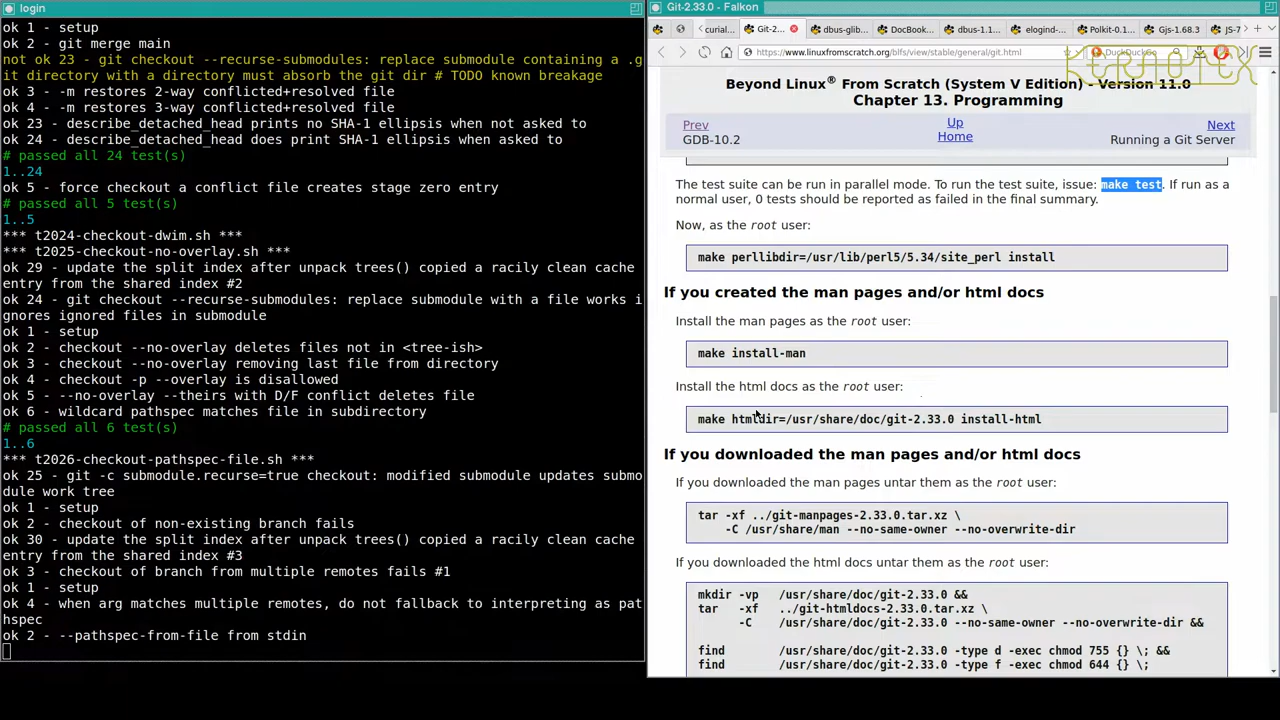 login
ok 1 - setup
ok 2 - git merge main
not ok 23 - git checkout --recurse-submodules: replace submodule containing a .g
it directory with a directory must absorb the git dir # TODO known breakage
ok 3 - -m restores 2-way conflicted+resolved file
ok 4 - -m restores 3-way conflicted+resolved file
ok 23 - describe_detached_head prints no SHA-1 ellipsis when not asked to
ok 24 - describe_detached_head does print SHA-1 ellipsis when asked to
# passed all 24 test(s)
1..24
ok 5 - force checkout a conflict file creates stage zero entry
# passed all 5 test(s)
1..5
*** t2024-checkout-dwim.sh ***
*** t2025-checkout-no-overlay.sh ***
ok 29 - update the split index after unpack trees() copied a racily clean cache
entry from the shared index #2
ok 24 - git checkout --recurse-submodules: replace submodule with a file works i
gnores ignored files in submodule
ok 1 - setup
ok 2 - checkout --no-overlay deletes files not in <tree-ish>
ok 3 - checkout --no-overlay removing last file from directory
ok 4 - checkout -p --overlay is disallowed
ok 5 - --no-overlay --theirs with D/F conflict deletes file
ok 6 - wildcard pathspec matches file in subdirectory
# passed all 6 test(s)
1..6
*** t2026-checkout-pathspec-file.sh ***
ok 25 - git -c submodule.recurse=true checkout: modified submodule updates submo
dule work tree
ok 1 - setup
ok 2 - checkout of non-existing branch fails
ok 30 - update the split index after unpack trees() copied a racily clean cache
entry from the shared index #3
ok 3 - checkout of branch from multiple remotes fails #1
ok 1 - setup
ok 4 - when arg matches multiple remotes, do not fallback to interpreting as pat
hspec
ok 2 - --pathspec-from-file from stdin
Git-2.33.0 - Falkon
curial... Git-2... dbus-glib... DocBook... dbus-1.1... elogind-... Polkit-0.1... Gjs-1.68.3 JS-7
https://www.linuxfromscratch.org/blfs/view/stable/general/git.html DuckDuckGo
KERNOTEX
Beyond Linux® From Scratch (System V Edition) - Version 11.0
Chapter 13. Programming
Prev Up Next
GDB-10.2 Home Running a Git Server
The test suite can be run in parallel mode. To run the test suite, issue: make test. If run as a
normal user, 0 tests should be reported as failed in the final summary.
Now, as the root user:
make perllibdir=/usr/lib/perl5/5.34/site_perl install
If you created the man pages and/or html docs
Install the man pages as the root user:
make install-man
Install the html docs as the root user:
make htmldir=/usr/share/doc/git-2.33.0 install-html
If you downloaded the man pages and/or html docs
If you downloaded the man pages untar them as the root user:
tar -xf ../git-manpages-2.33.0.tar.xz \
-C /usr/share/man --no-same-owner --no-overwrite-dir
If you downloaded the html docs untar them as the root user:
mkdir -vp /usr/share/doc/git-2.33.0 &&
tar -xf ../git-htmldocs-2.33.0.tar.xz \
-C /usr/share/doc/git-2.33.0 --no-same-owner --no-overwrite-dir &&
find /usr/share/doc/git-2.33.0 -type d -exec chmod 755 {} \; &&
find /usr/share/doc/git-2.33.0 -type f -exec chmod 644 {} \;